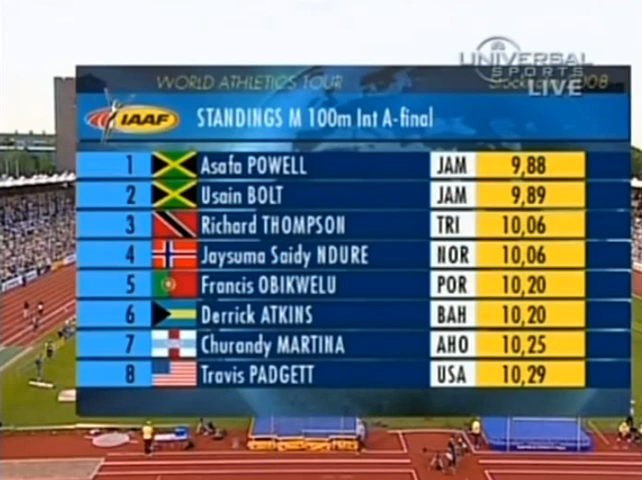 UNIVERSAL
SPORTS
LIVE
WORLD ATHLETICS TOUR
IAAF
STANDINGS M 100m Int A-final
1 Asafa POWELL JAM 9,88
2 Usain BOLT JAM 9,89
3 Richard THOMPSON TRI 10,06
4 Jaysuma Saidy NDURE NOR 10,06
5 Francis OBIKWELU POR 10,20
6 Derrick ATKINS BAH 10,20
7 Churandy MARTINA AHO 10,25
8 Travis PADGETT USA 10,29